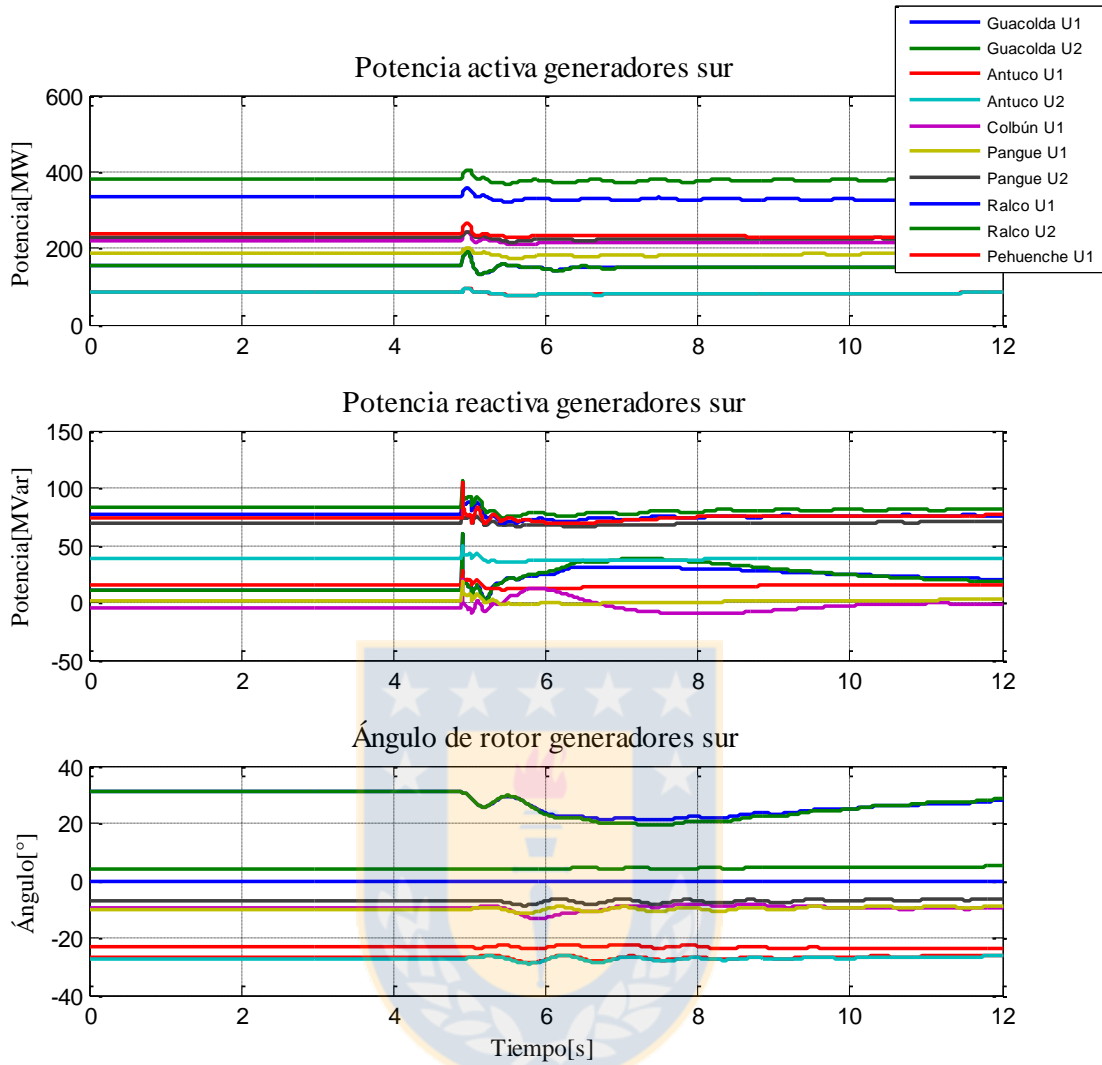 Guacolda U1
Guacolda U2
Antuco U1
Antuco U2
Colbún U1
Pangue U1
Pangue U2
Ralco U1
Ralco U2
Pehuenche U1
Potencia activa generadores sur
600
400
200
0
Potencia[MW]
0 2 4 6 8 10 12
Potencia reactiva generadores sur
150
100
50
0
-50
Potencia[MVar]
0 2 4 6 8 10 12
Ángulo de rotor generadores sur
40
20
0
-20
-40
Ángulo[°]
0 2 4 6 8 10 12
Tiempo[s]